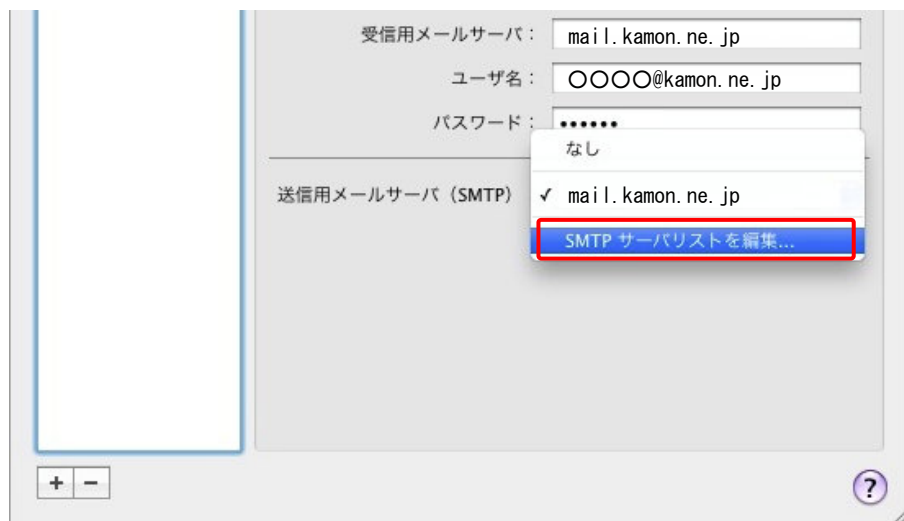 受信用メールサーバ： mail.kamon.ne.jp
ユーザ名： 〇〇〇〇@kamon.ne.jp
パスワード： ••••••
なし
送信用メールサーバ（SMTP） ✓ mail.kamon.ne.jp
SMTP サーバリストを編集...
+ − ?